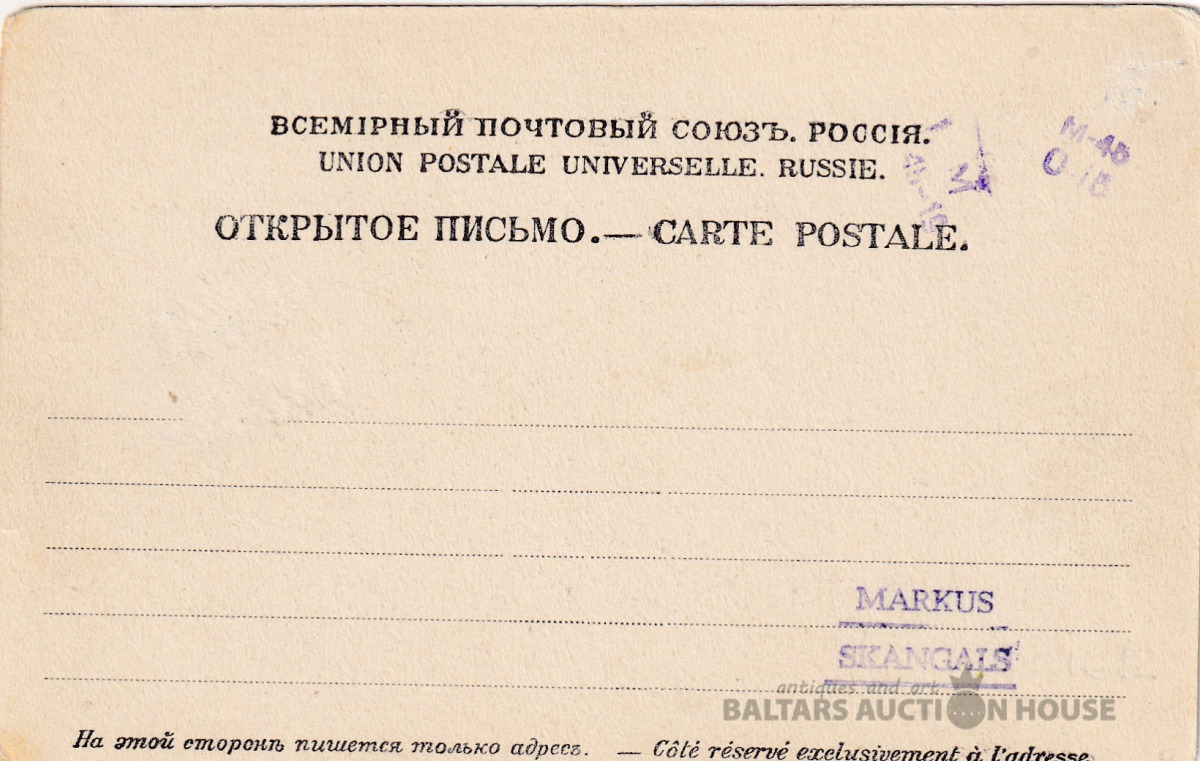 ВСЕМІРНЫЙ ПОЧТОВЫЙ СОЮЗЪ. РОССІЯ.
UNION POSTALE UNIVERSELLE. RUSSIE.
М-48
ОТКРЫТОЕ ПИСЬМО.— CARTE POSTALE.
MARKUS
SKANGALS
antiques and art
BALTARS AUCTION HOUSE
На этой сторонѣ пишется только адресъ. — Côté réservé exclusivement à l'adresse